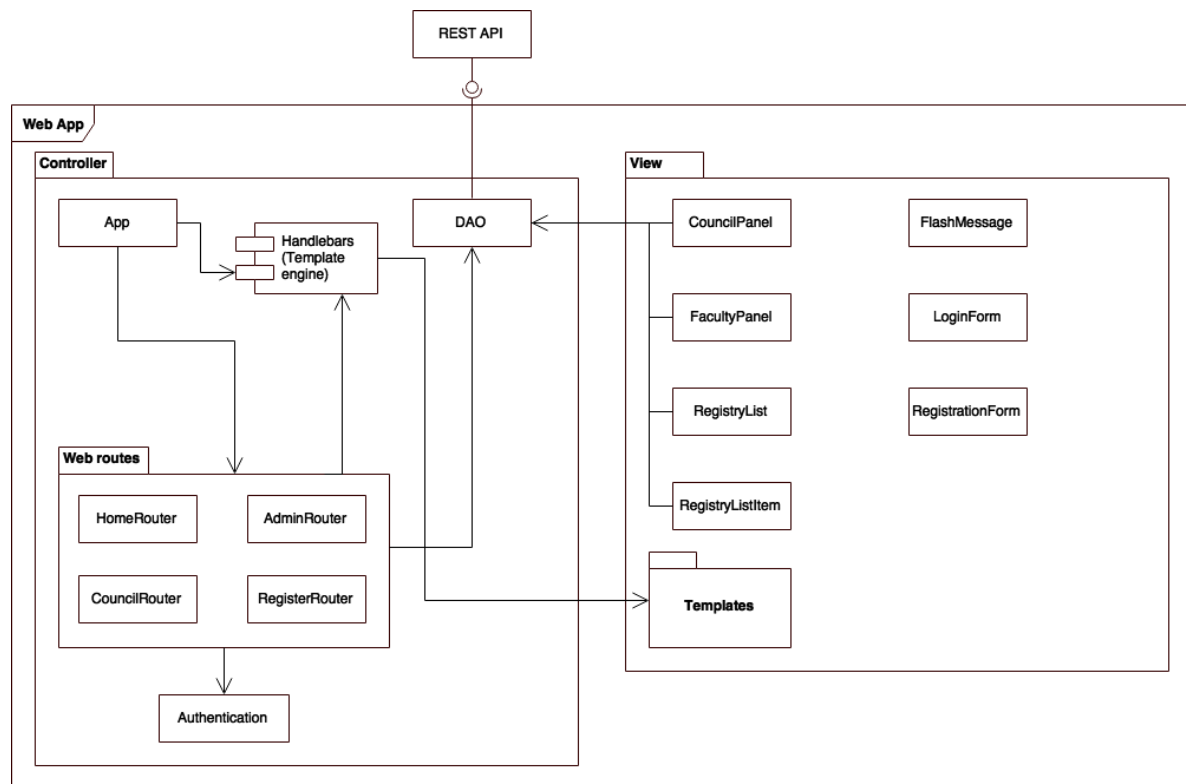 REST API
Web App
Controller
View
App
Handlebars
(Template
engine)
DAO
CouncilPanel
FlashMessage
FacultyPanel
LoginForm
RegistryList
RegistrationForm
Web routes
HomeRouter
AdminRouter
RegistryListItem
CouncilRouter
RegisterRouter
Templates
Authentication